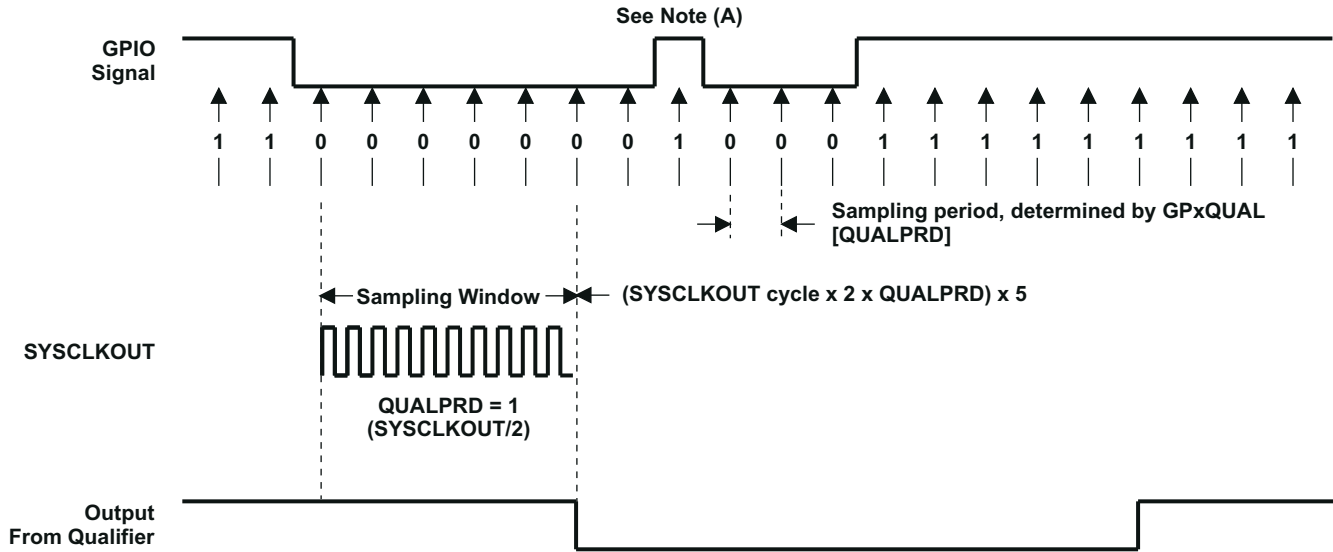 See Note (A)
GPIO
Signal
1 1 0 0 0 0 0 0 0 1 0 0 0 1 1 1 1 1 1 1 1 1
Sampling period, determined by GPxQUAL
[QUALPRD]
Sampling Window
(SYSCLKOUT cycle x 2 x QUALPRD) x 5
SYSCLKOUT
QUALPRD = 1
(SYSCLKOUT/2)
Output
From Qualifier